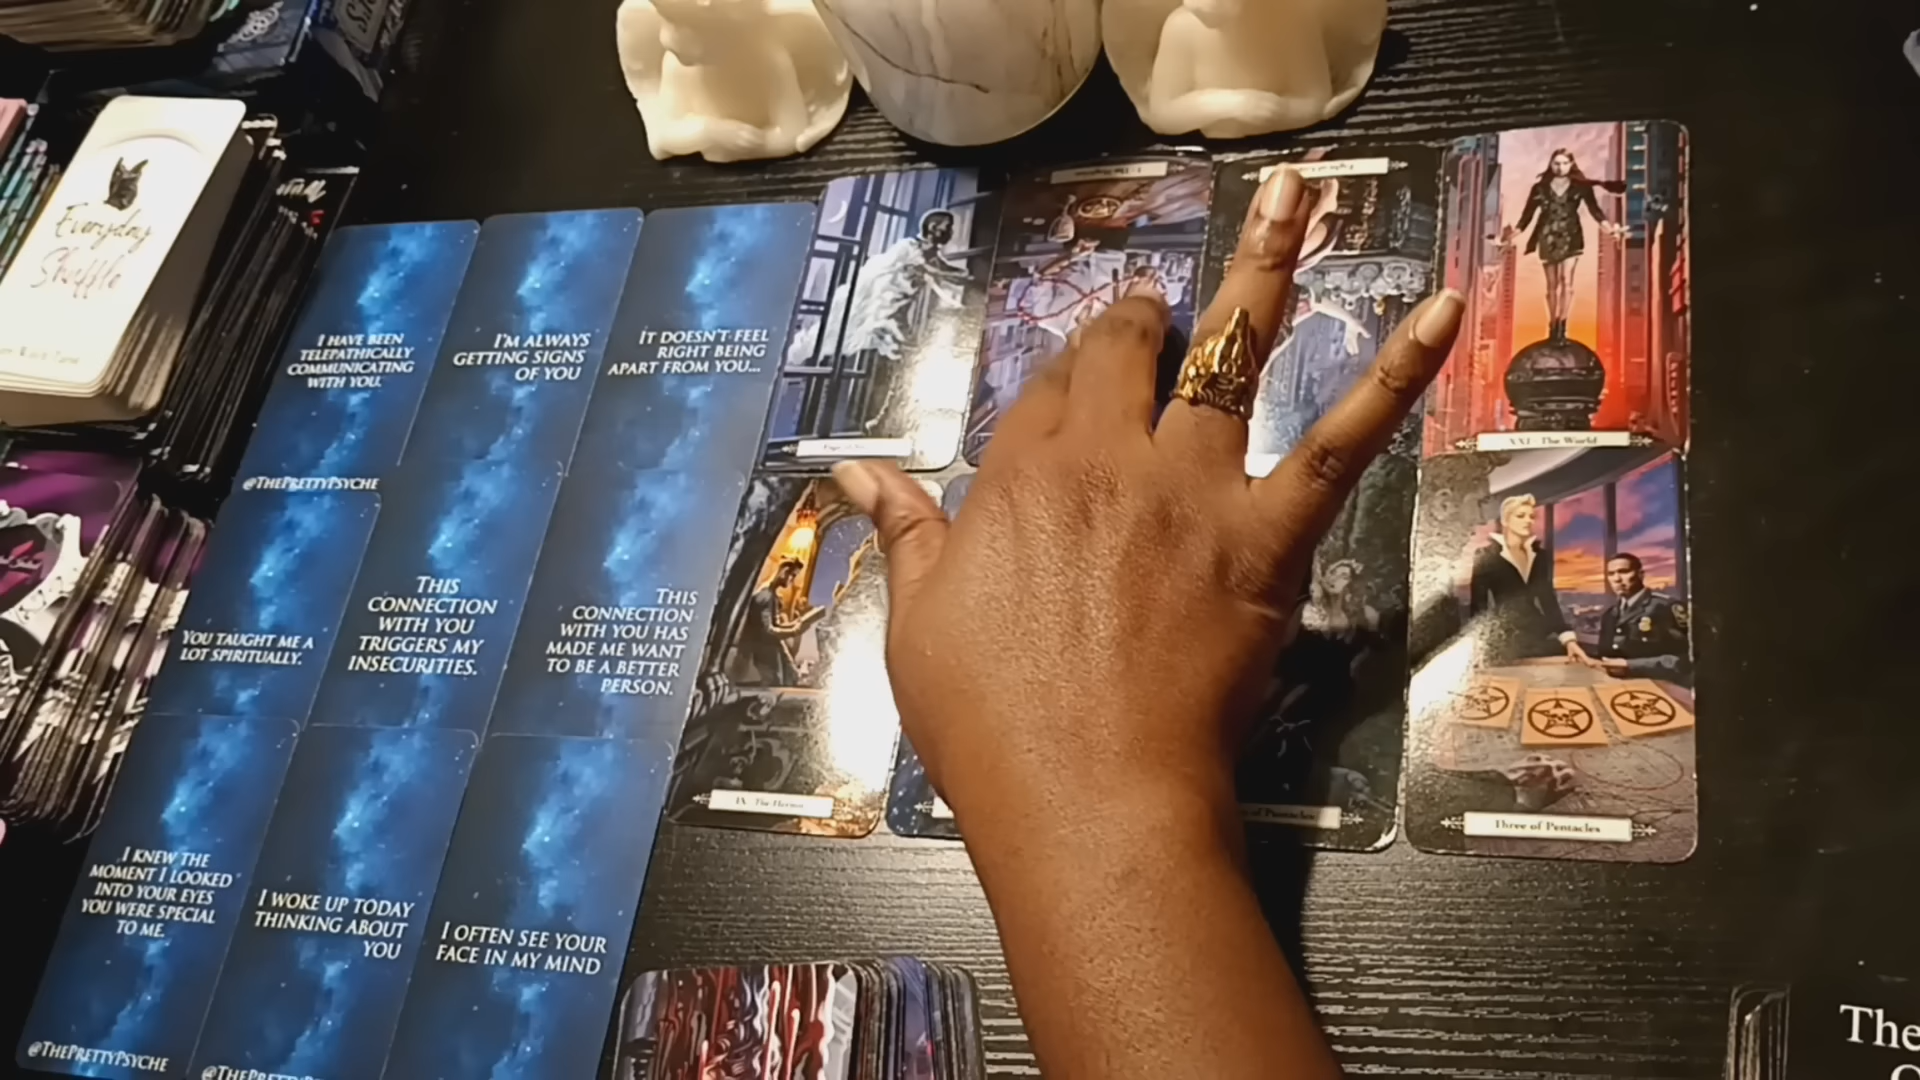 Everyday
Shuffle
I HAVE BEEN
TELEPATHICALLY
COMMUNICATING
WITH YOU.
@THEPRETTYPSYCHE
I'M ALWAYS
GETTING SIGNS
OF YOU
IT DOESN'T FEEL
RIGHT BEING
APART FROM YOU...
YOU TAUGHT ME A
LOT SPIRITUALLY.
THIS
CONNECTION
WITH YOU
TRIGGERS MY
INSECURITIES.
THIS
CONNECTION
WITH YOU HAS
MADE ME WANT
TO BE A BETTER
PERSON.
I KNEW THE
MOMENT I LOOKED
INTO YOUR EYES
YOU WERE SPECIAL
TO ME.
@THEPRETTYPSYCHE
I WOKE UP TODAY
THINKING ABOUT
YOU
@THEPRETTYPS
I OFTEN SEE YOUR
FACE IN MY MIND
XXI · The World
IX · The Hermit
of Pentacles
Three of Pentacles
The